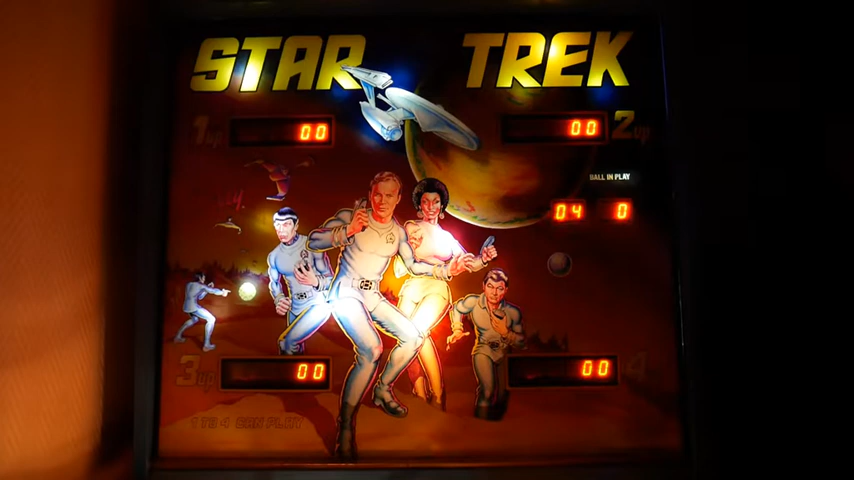 STAR TREK
1up 00 00 2up
BALL IN PLAY
04 0
3up 00 00 4
1 TO 4 CAN PLAY